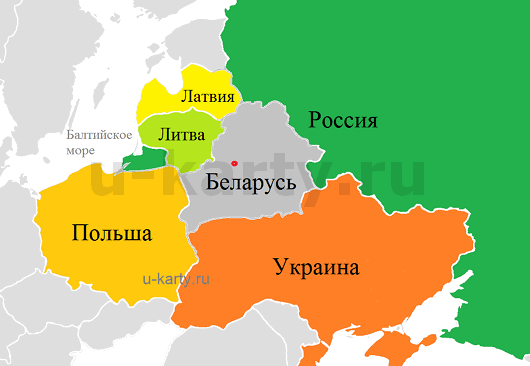 Латвия
Россия
Балтийское
море
Литва
u-karty.ru
Беларусь
Польша
Украина
u-karty.ru